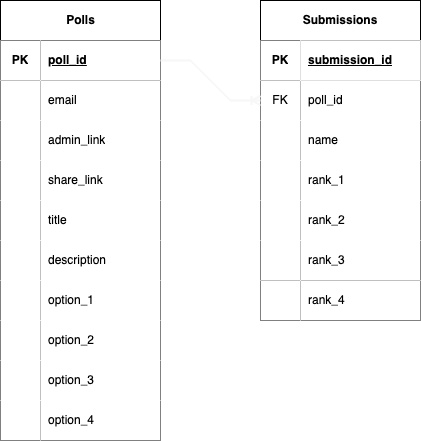 Polls
PK poll_id
email
admin_link
share_link
title
description
option_1
option_2
option_3
option_4
Submissions
PK submission_id
FK poll_id
name
rank_1
rank_2
rank_3
rank_4